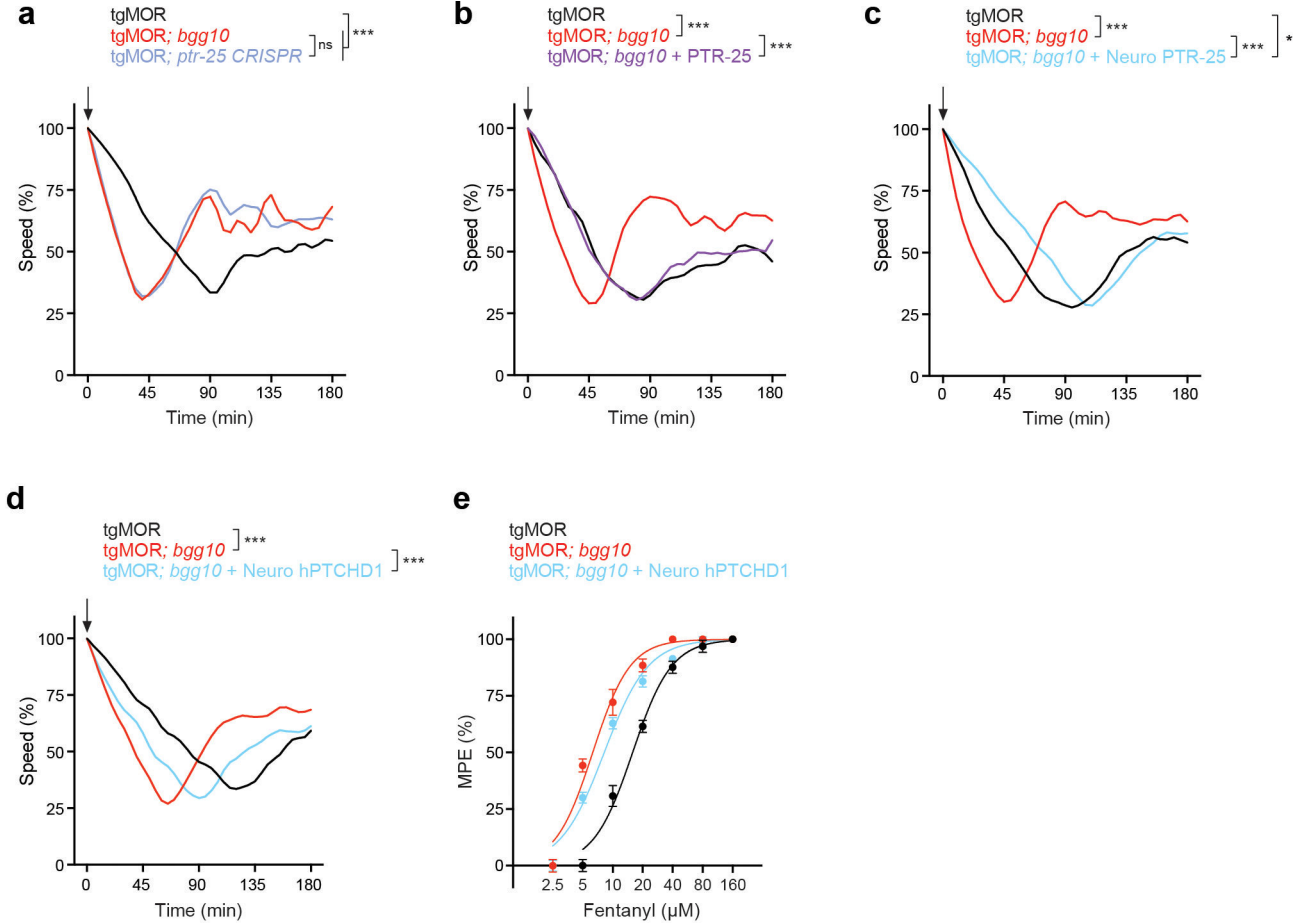 a
tgMOR
tgMOR; bgg10
tgMOR; ptr-25 CRISPR
ns
***
Speed (%)
100
75
50
25
0
0 45 90 135 180
Time (min)
b
tgMOR
tgMOR; bgg10
tgMOR; bgg10 + PTR-25
***
***
Speed (%)
100
75
50
25
0
0 45 90 135 180
Time (min)
c
tgMOR
tgMOR; bgg10
tgMOR; bgg10 + Neuro PTR-25
***
***
*
Speed (%)
100
75
50
25
0
0 45 90 135 180
Time (min)
d
tgMOR
tgMOR; bgg10
tgMOR; bgg10 + Neuro hPTCHD1
***
***
Speed (%)
100
75
50
25
0
0 45 90 135 180
Time (min)
e
tgMOR
tgMOR; bgg10
tgMOR; bgg10 + Neuro hPTCHD1
MPE (%)
100
75
50
25
0
2.5 5 10 20 40 80 160
Fentanyl (µM)